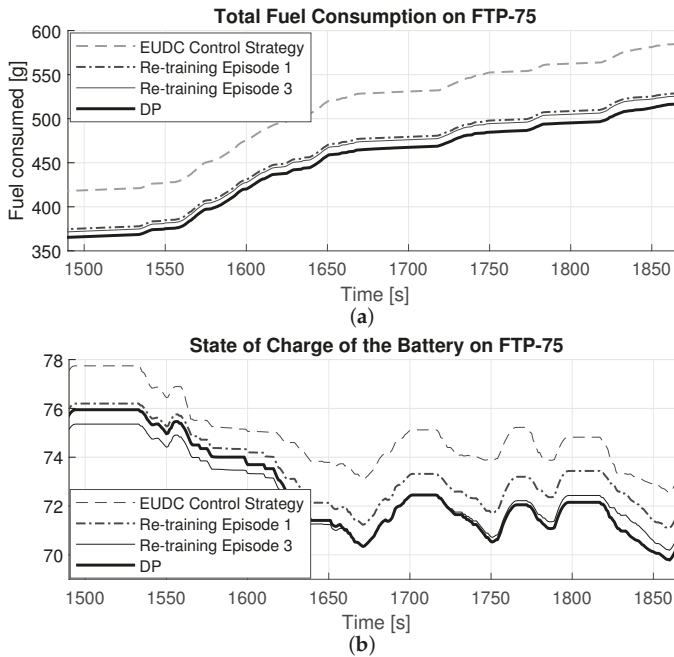 Total Fuel Consumption on FTP-75
600
550
500
450
400
350
Fuel consumed [g]
EUDC Control Strategy
Re-training Episode 1
Re-training Episode 3
DP
1500 1550 1600 1650 1700 1750 1800 1850
Time [s]
(a)
State of Charge of the Battery on FTP-75
78
76
74
72
70
EUDC Control Strategy
Re-training Episode 1
Re-training Episode 3
DP
1500 1550 1600 1650 1700 1750 1800 1850
Time [s]
(b)